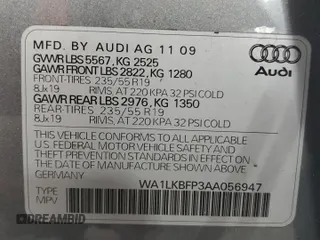 MFD. BY AUDI AG 11 09
GVWR LBS 5567, KG 2525
GAWR FRONT LBS 2822, KG 1280
FRONT-TIRES 235/55 R19
8Jx19 RIMS, AT 220 KPA 32 PSI COLD
GAWR REAR LBS 2976, KG 1350
REAR-TIRES 235/55 R19
8Jx19 RIMS, AT 220 KPA 32 PSI COLD
Audi
THIS VEHICLE CONFORMS TO ALL APPLICABLE
U.S. FEDERAL MOTOR VEHICLE SAFETY AND
THEFT PREVENTION STANDARDS IN EFFECT ON THE
DATE OF MANUFACTURE SHOWN ABOVE
WA1LKBFP3AA056947
TYPE
MPV
DREAMBID